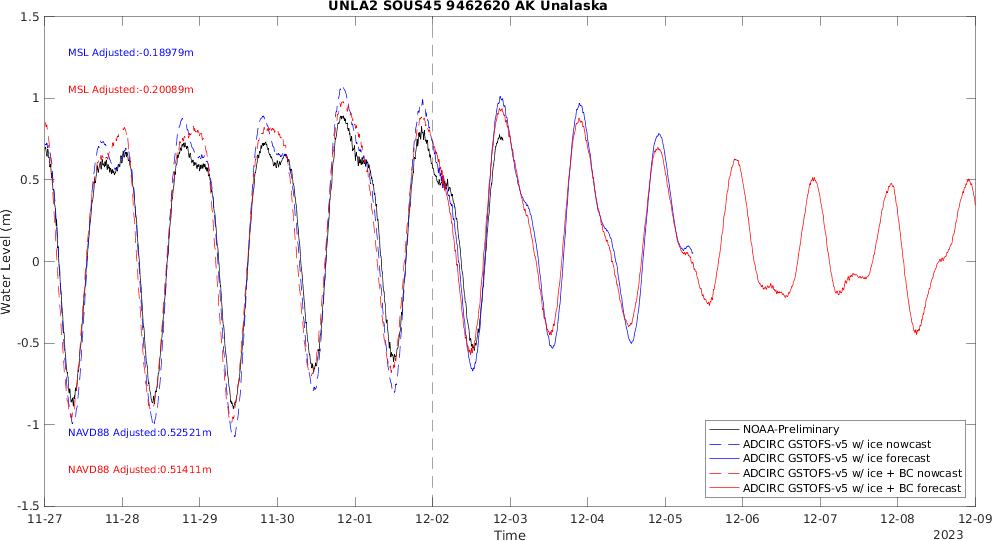 UNLA2 SOUS45 9462620 AK Unalaska
1.5
1
0.5
0
-0.5
-1
-1.5
Water Level (m)
MSL Adjusted:-0.18979m
MSL Adjusted:-0.20089m
NAVD88 Adjusted:0.52521m
NAVD88 Adjusted:0.51411m
NOAA-Preliminary
ADCIRC GSTOFS-v5 w/ ice nowcast
ADCIRC GSTOFS-v5 w/ ice forecast
ADCIRC GSTOFS-v5 w/ ice + BC nowcast
ADCIRC GSTOFS-v5 w/ ice + BC forecast
11-27 11-28 11-29 11-30 12-01 12-02 12-03 12-04 12-05 12-06 12-07 12-08 12-09
Time
2023